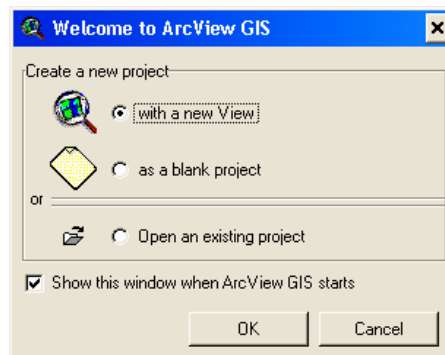 Welcome to ArcView GIS
Create a new project
with a new View
as a blank project
or
Open an existing project
Show this window when ArcView GIS starts
OK Cancel